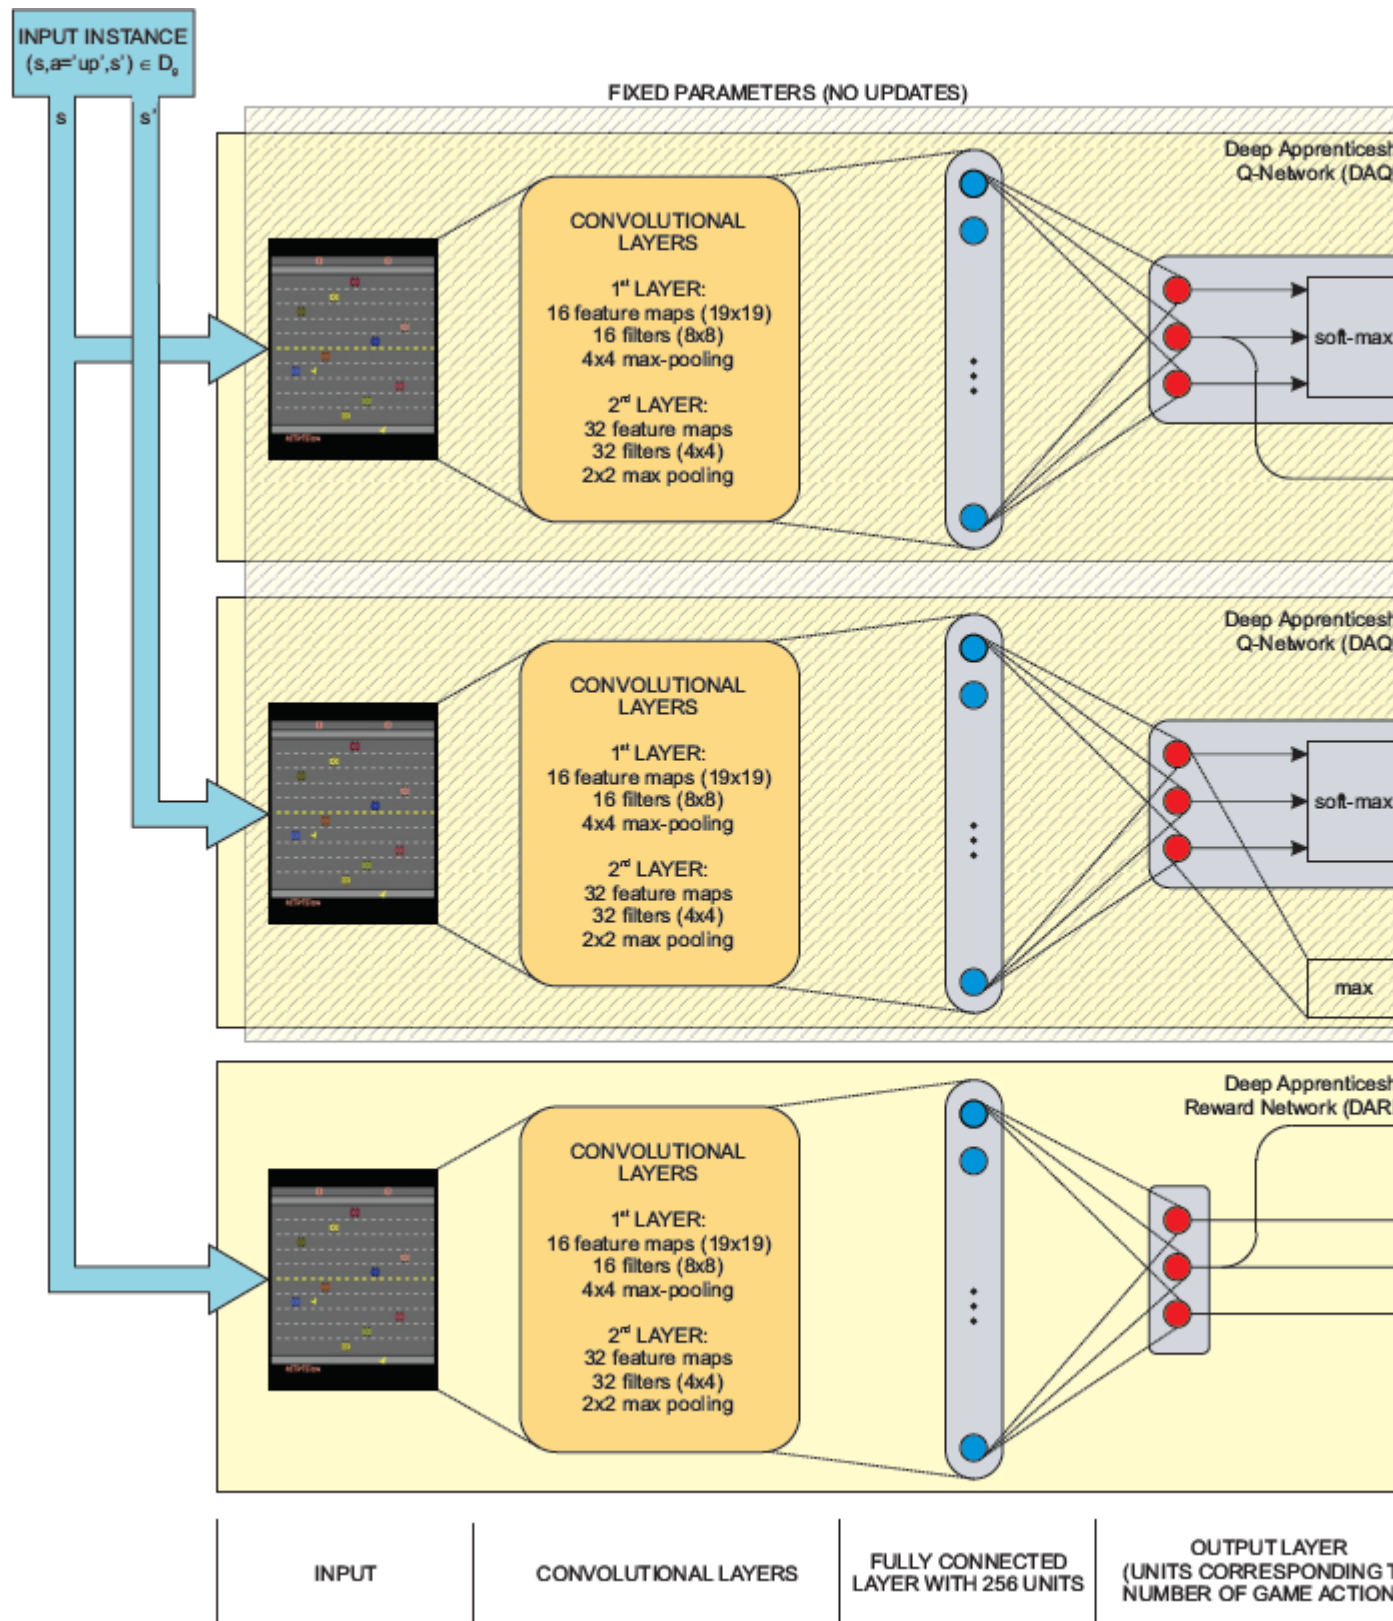 INPUT INSTANCE
(s,a='up',s') ∈ Dg
s
s'
FIXED PARAMETERS (NO UPDATES)
Deep Apprenticesh
Q-Network (DAQ
CONVOLUTIONAL
LAYERS
1st LAYER:
16 feature maps (19x19)
16 filters (8x8)
4x4 max-pooling
2nd LAYER:
32 feature maps
32 filters (4x4)
2x2 max pooling
soft-max
Deep Apprenticesh
Q-Network (DAQ
CONVOLUTIONAL
LAYERS
1st LAYER:
16 feature maps (19x19)
16 filters (8x8)
4x4 max-pooling
2nd LAYER:
32 feature maps
32 filters (4x4)
2x2 max pooling
soft-max
max
Deep Apprenticesh
Reward Network (DAR
CONVOLUTIONAL
LAYERS
1st LAYER:
16 feature maps (19x19)
16 filters (8x8)
4x4 max-pooling
2nd LAYER:
32 feature maps
32 filters (4x4)
2x2 max pooling
INPUT
CONVOLUTIONAL LAYERS
FULLY CONNECTED
LAYER WITH 256 UNITS
OUTPUT LAYER
(UNITS CORRESPONDING T
NUMBER OF GAME ACTION